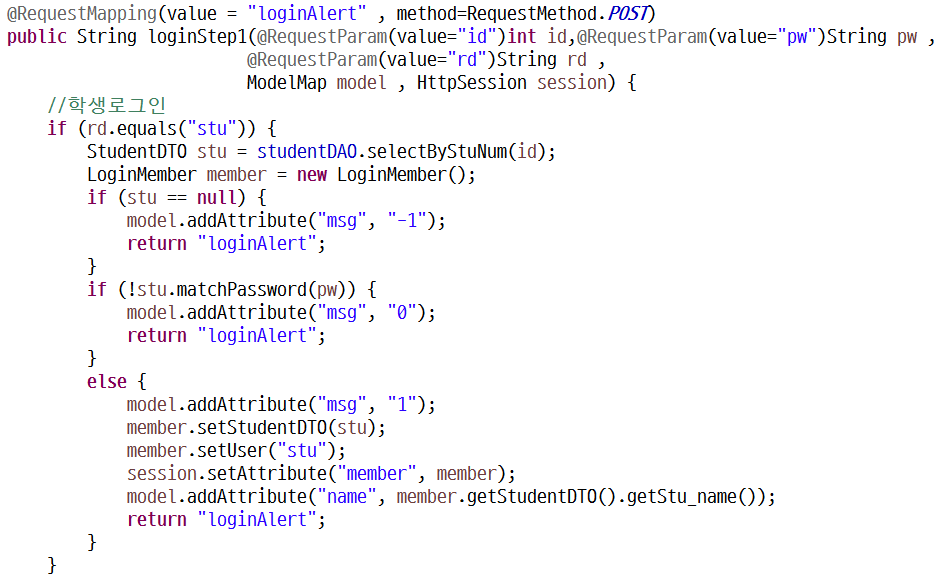 @RequestMapping(value = "loginAlert" , method=RequestMethod.POST)
public String loginStep1(@RequestParam(value="id")int id,@RequestParam(value="pw")String pw ,
@RequestParam(value="rd")String rd ,
ModelMap model , HttpSession session) {
//학생로그인
if (rd.equals("stu")) {
StudentDTO stu = studentDAO.selectByStuNum(id);
LoginMember member = new LoginMember();
if (stu == null) {
model.addAttribute("msg", "-1");
return "loginAlert";
}
if (!stu.matchPassword(pw)) {
model.addAttribute("msg", "0");
return "loginAlert";
}
else {
model.addAttribute("msg", "1");
member.setStudentDTO(stu);
member.setUser("stu");
session.setAttribute("member", member);
model.addAttribute("name", member.getStudentDTO().getStu_name());
return "loginAlert";
}
}